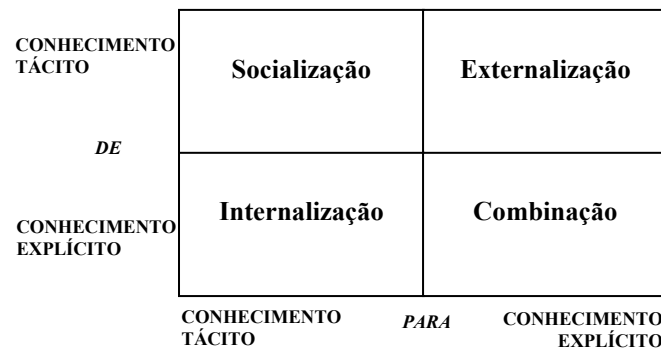 CONHECIMENTO
TÁCITO
Socialização
Externalização
DE
CONHECIMENTO
EXPLÍCITO
Internalização
Combinação
CONHECIMENTO
TÁCITO
PARA
CONHECIMENTO
EXPLÍCITO